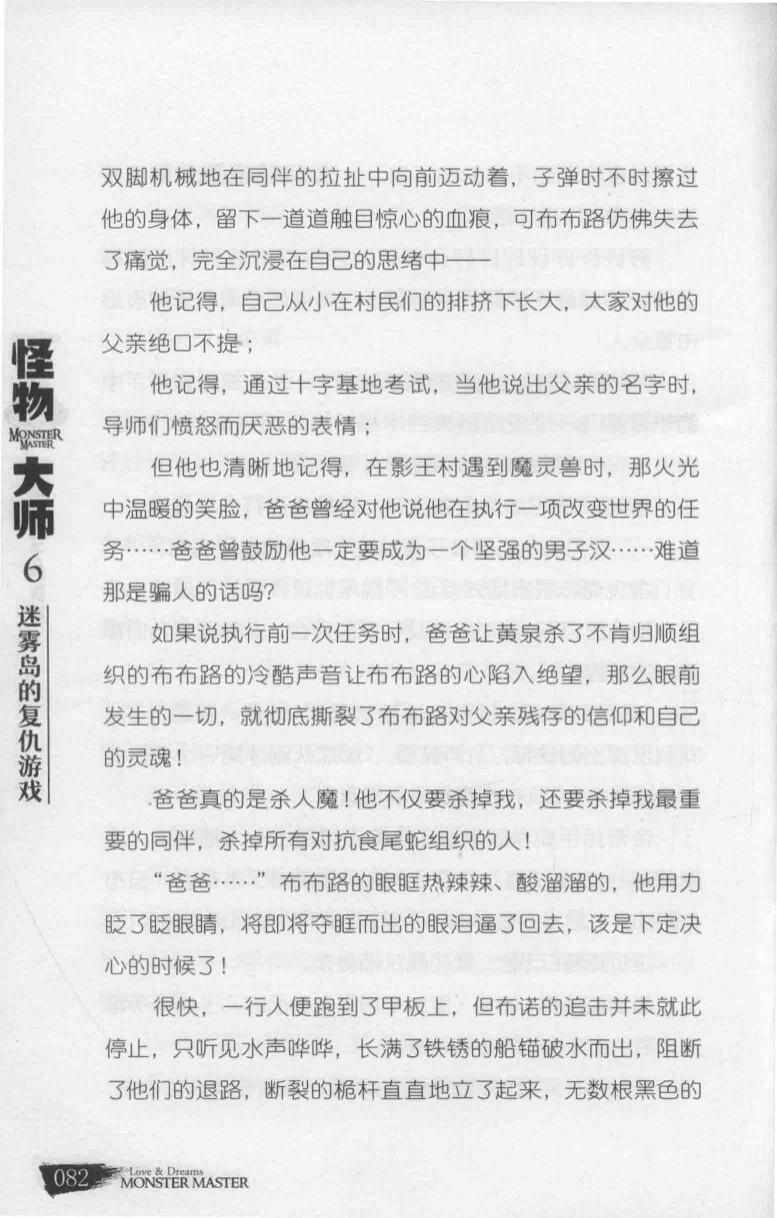 双脚机械地在同伴的拉扯中向前迈动着，子弹时不时擦过
他的身体，留下一道道触目惊心的血痕，可布布路仿佛失去
了痛觉，完全沉浸在自己的思绪中——
他记得，自己从小在村民们的排挤下长大，大家对他的
父亲绝口不提；
他记得，通过十字基地考试，当他说出父亲的名字时，
导师们愤怒而厌恶的表情；
但他也清晰地记得，在影王村遇到魔灵兽时，那火光
中温暖的笑脸，爸爸曾经对他说他在执行一项改变世界的任
务……爸爸曾鼓励他一定要成为一个坚强的男子汉……难道
那是骗人的话吗？
如果说执行前一次任务时，爸爸让黄泉杀了不肯归顺组
织的布布路的冷酷声音让布布路的心陷入绝望，那么眼前
发生的一切，就彻底撕裂了布布路对父亲残存的信仰和自己
的灵魂！
爸爸真的是杀人魔！他不仅要杀掉我，还要杀掉我最重
要的同伴，杀掉所有对抗食尾蛇组织的人！
“爸爸……”布布路的眼眶热辣辣、酸溜溜的，他用力
眨了眨眼睛，将即将夺眶而出的眼泪逼了回去，该是下定决
心的时候了！
很快，一行人便跑到了甲板上，但布诺的追击并未就此
停止，只听见水声哗哗，长满了铁锈的船锚破水而出，阻断
了他们的退路，断裂的桅杆直直地立了起来，无数根黑色的
怪物
MONSTER
MASTER
大师
6
迷雾岛的复仇游戏
082
Love & Dreams
MONSTER MASTER